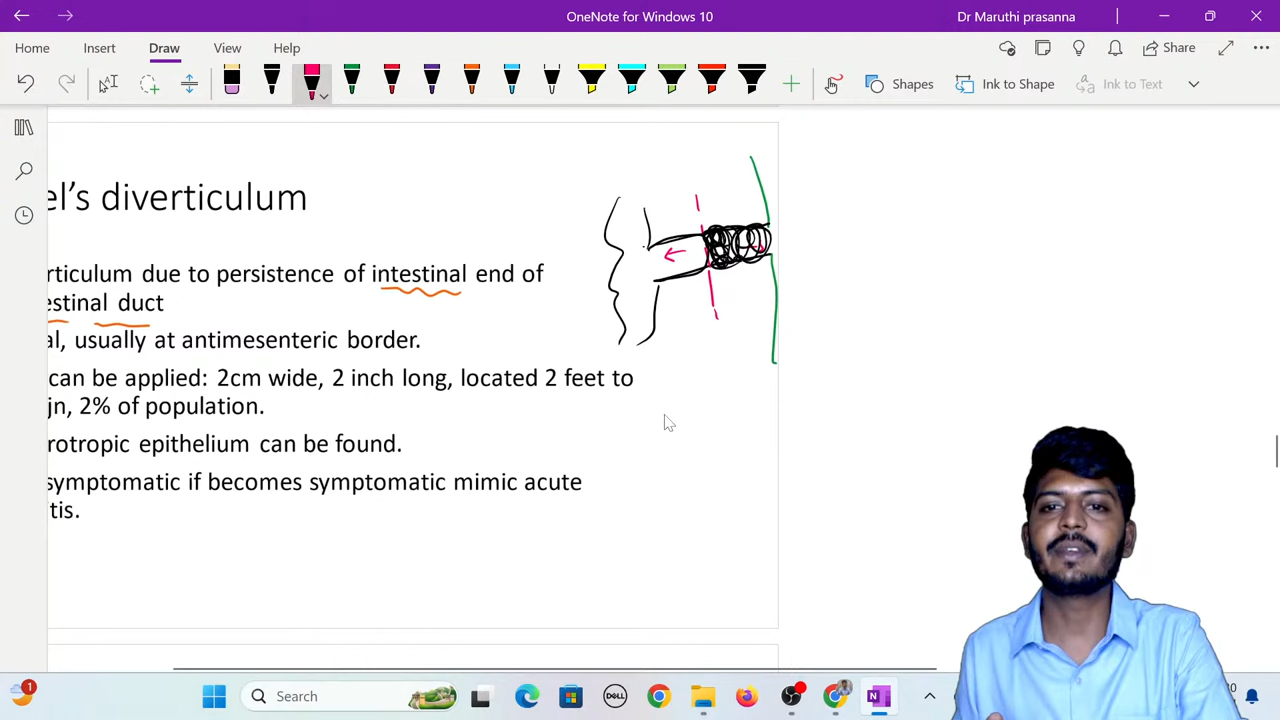 OneNote for Windows 10
Dr Maruthi prasanna
Home
Insert
Draw
View
Help
Share
Shapes
Ink to Shape
Ink to Text
el's diverticulum
rticulum due to persistence of intestinal end of
estinal duct
al, usually at antimesenteric border.
can be applied: 2cm wide, 2 inch long, located 2 feet to
jn, 2% of population.
rotropic epithelium can be found.
symptomatic if becomes symptomatic mimic acute
tis.
1
Search
DELL